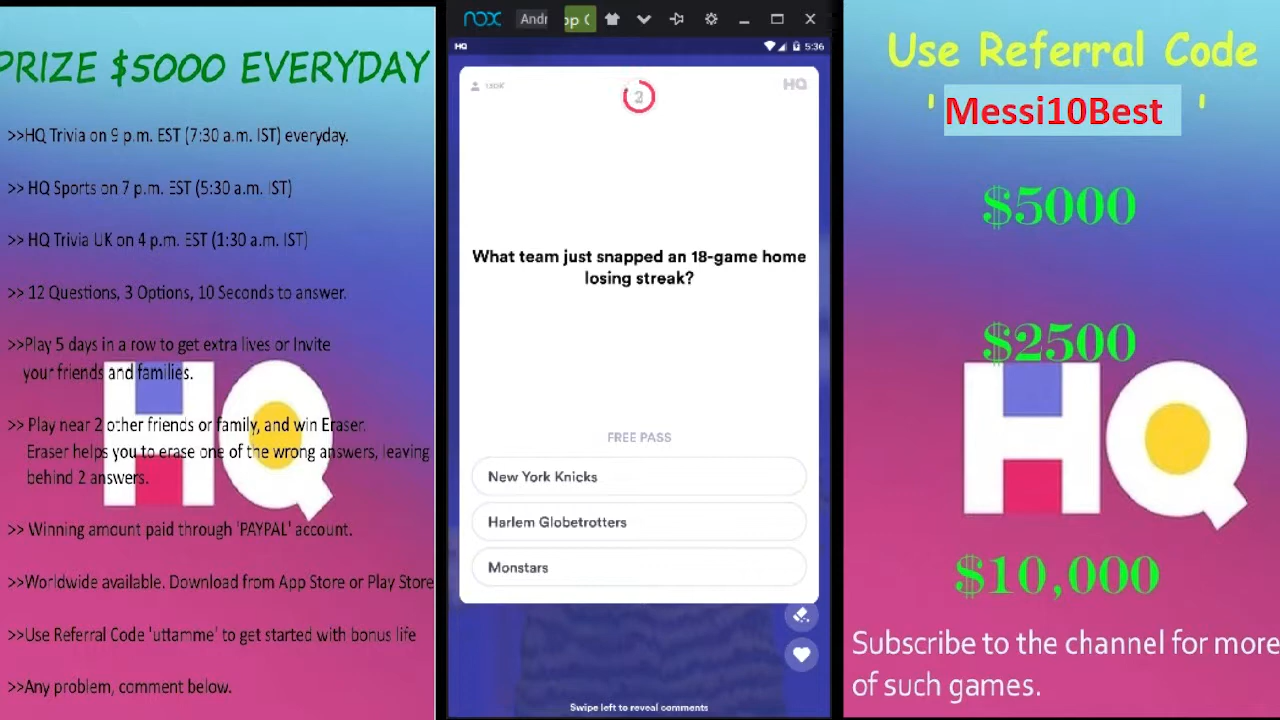 PRIZE $5000 EVERYDAY
>>HQ Trivia on 9 p.m. EST (7:30 a.m. IST) everyday.
>> HQ Sports on 7 p.m. EST (5:30 a.m. IST)
>> HQ Trivia UK on 4 p.m. EST (1:30 a.m. IST)
>> 12 Questions, 3 Options, 10 Seconds to answer.
>>Play 5 days in a row to get extra lives or Invite
your friends and families.
>> Play near 2 other friends or family, and win Eraser.
Eraser helps you to erase one of the wrong answers, leaving
behind 2 answers.
>> Winning amount paid through 'PAYPAL' account.
>>Worldwide available. Download from App Store or Play Store
>>Use Referral Code 'uttamme' to get started with bonus life
>>Any problem, comment below.
HQ
nox Andr
HQ 5:36
130K 2 HQ
What team just snapped an 18-game home
losing streak?
FREE PASS
New York Knicks
Harlem Globetrotters
Monstars
Swipe left to reveal comments
Use Referral Code
' Messi10Best '
$5000
$2500
HQ
$10,000
Subscribe to the channel for more
of such games.